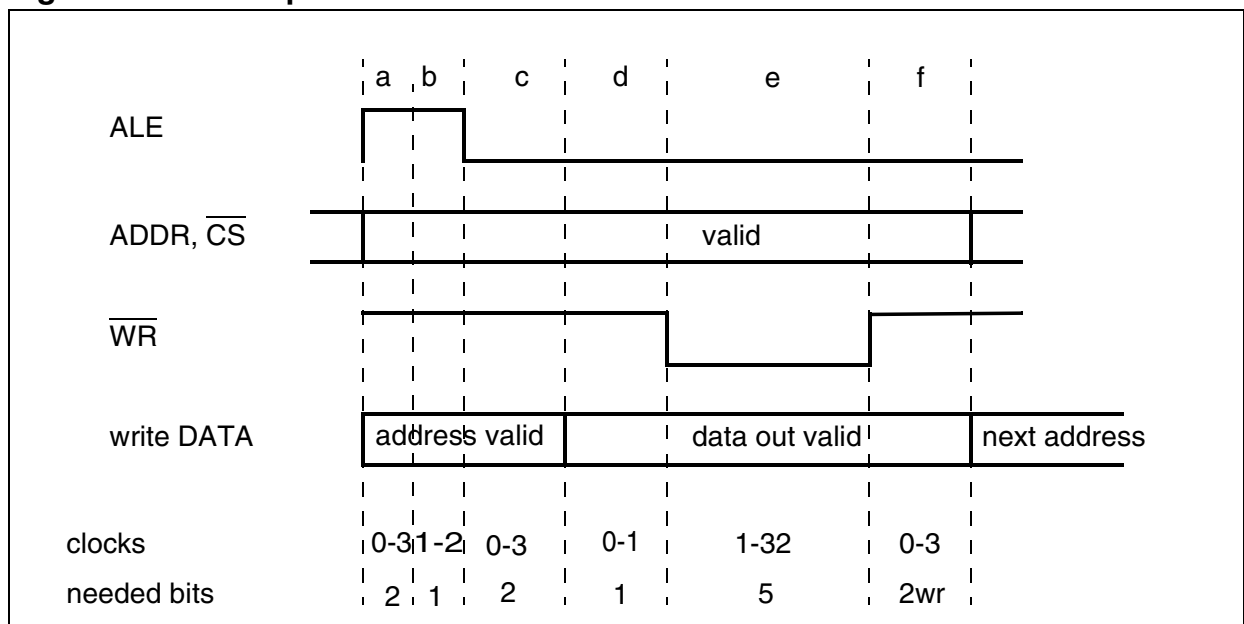 a b c d e f
ALE
ADDR, CS valid
WR
write DATA address valid data out valid next address
clocks 0-3 1-2 0-3 0-1 1-32 0-3
needed bits 2 1 2 1 5 2wr